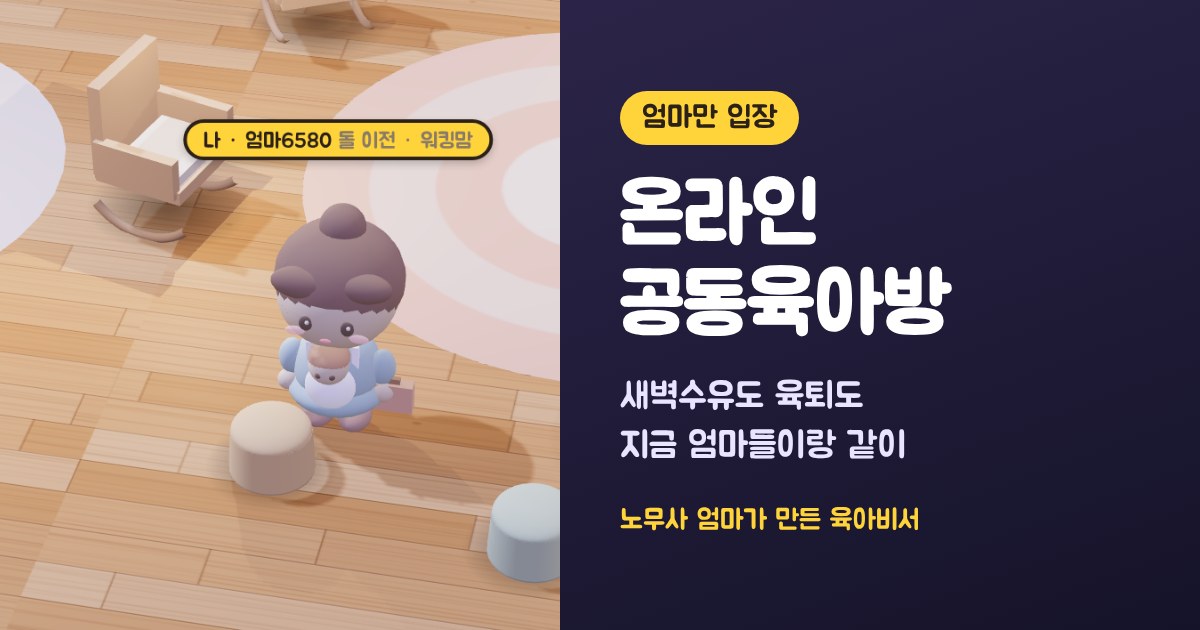 나 · 엄마6580 돌 이전 · 워킹맘
엄마만 입장
온라인
공동육아방
새벽수유도 육퇴도
지금 엄마들이랑 같이
노무사 엄마가 만든 육아비서